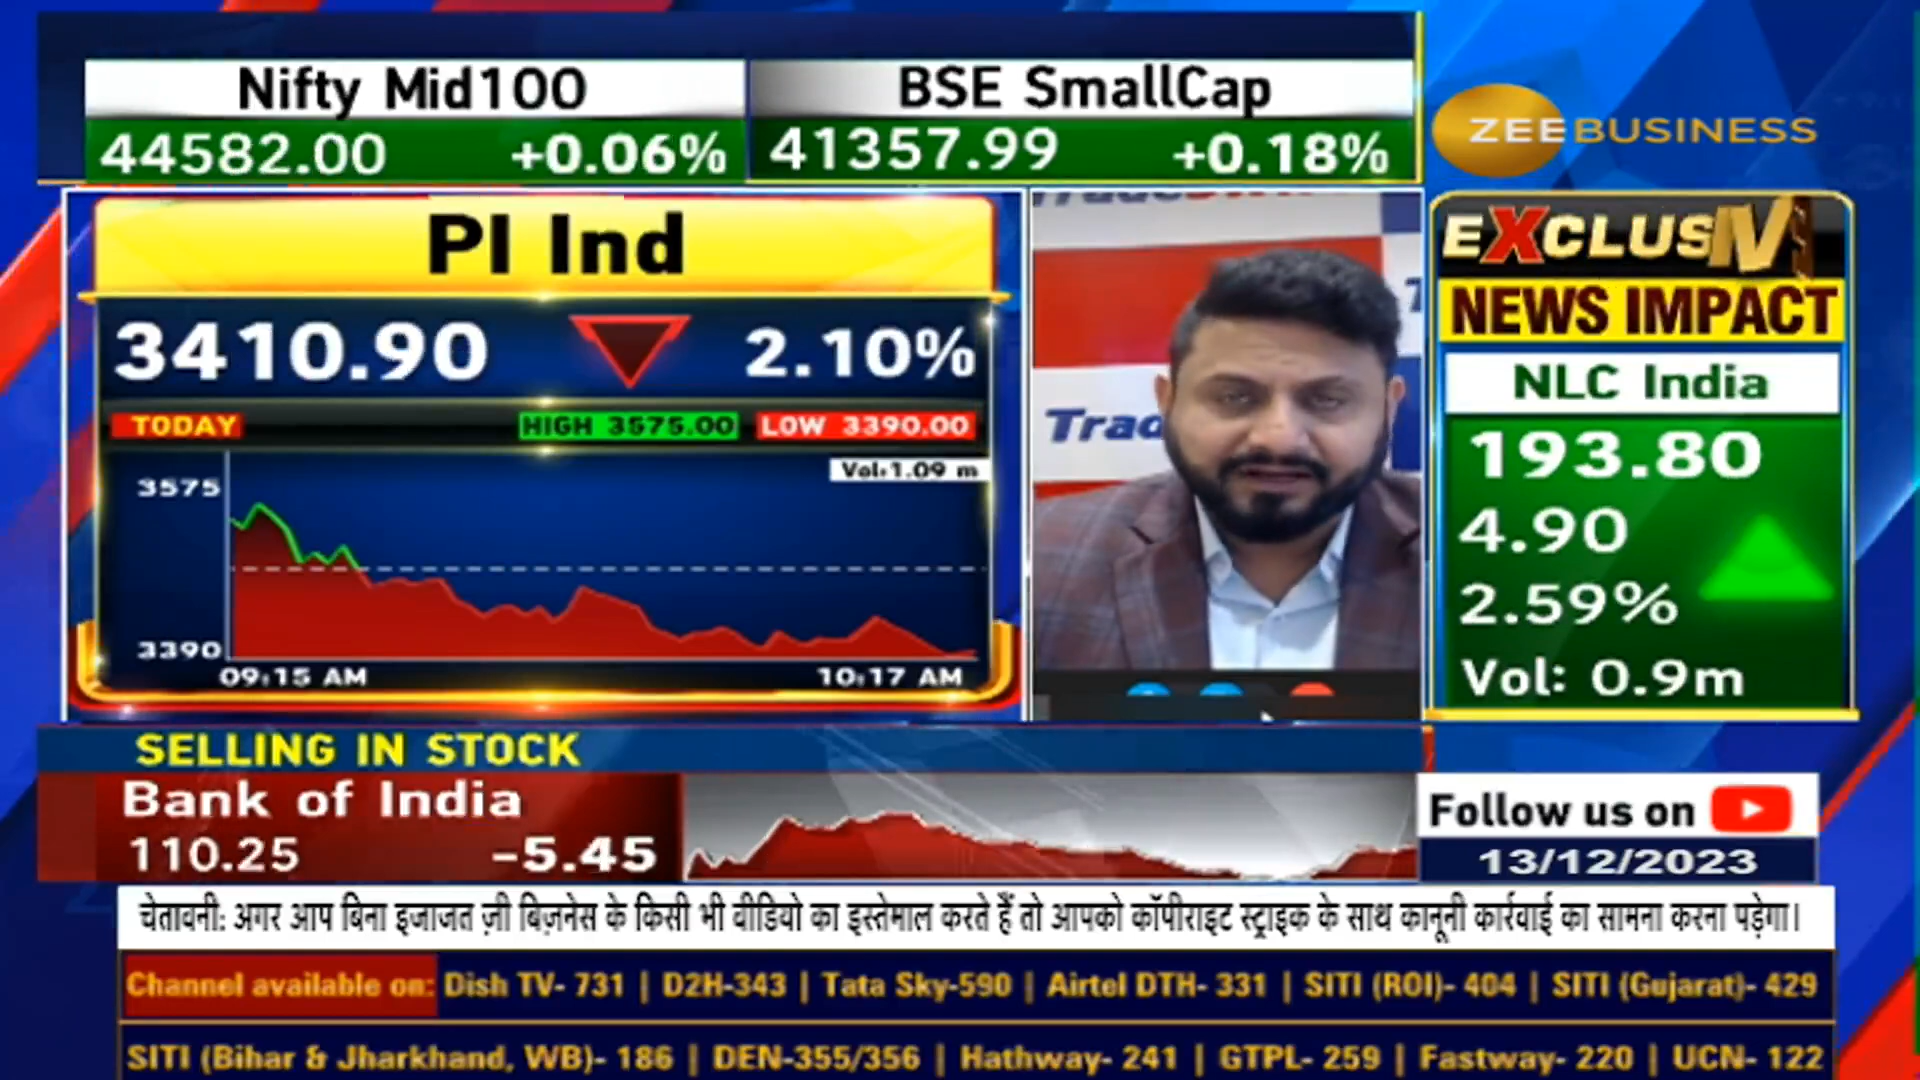 Nifty Mid100
44582.00 +0.06%
BSE SmallCap
41357.99 +0.18%
ZEEBUSINESS
PI Ind
3410.90 2.10%
TODAY HIGH 3575.00 LOW 3390.00
Vol:1.09 m
3575
3390
09:15 AM 10:17 AM
Trad
EXCLUSIV
NEWS IMPACT
NLC India
193.80
4.90
2.59%
Vol: 0.9m
SELLING IN STOCK
Bank of India
110.25 -5.45
Follow us on
13/12/2023
चेतावनी: अगर आप बिना इजाजत ज़ी बिज़नेस के किसी भी वीडियो का इस्तेमाल करते हैं तो आपको कॉपीराइट स्ट्राइक के साथ कानूनी कार्रवाई का सामना करना पड़ेगा।
Channel available on: Dish TV- 731 | D2H-343 | Tata Sky-590 | Airtel DTH- 331 | SITI (ROI)- 404 | SITI (Gujarat)- 429
SITI (Bihar & Jharkhand, WB)- 186 | DEN-355/356 | Hathway- 241 | GTPL- 259 | Fastway- 220 | UCN- 122